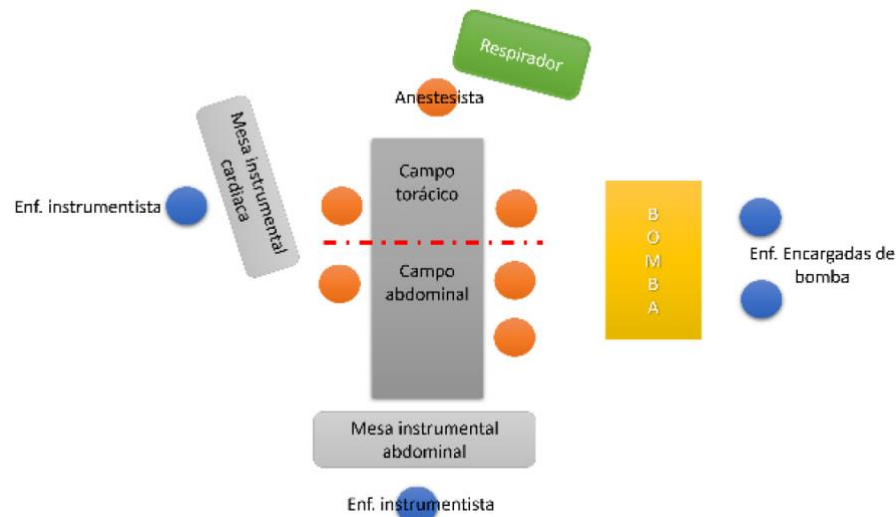 Respirador
Anestesista
Mesa instrumental
cardiaca
Enf. instrumentista
Campo
torácico
Campo
abdominal
B
O
M
B
A
Enf. Encargadas de
bomba
Mesa instrumental
abdominal
Enf. instrumentista